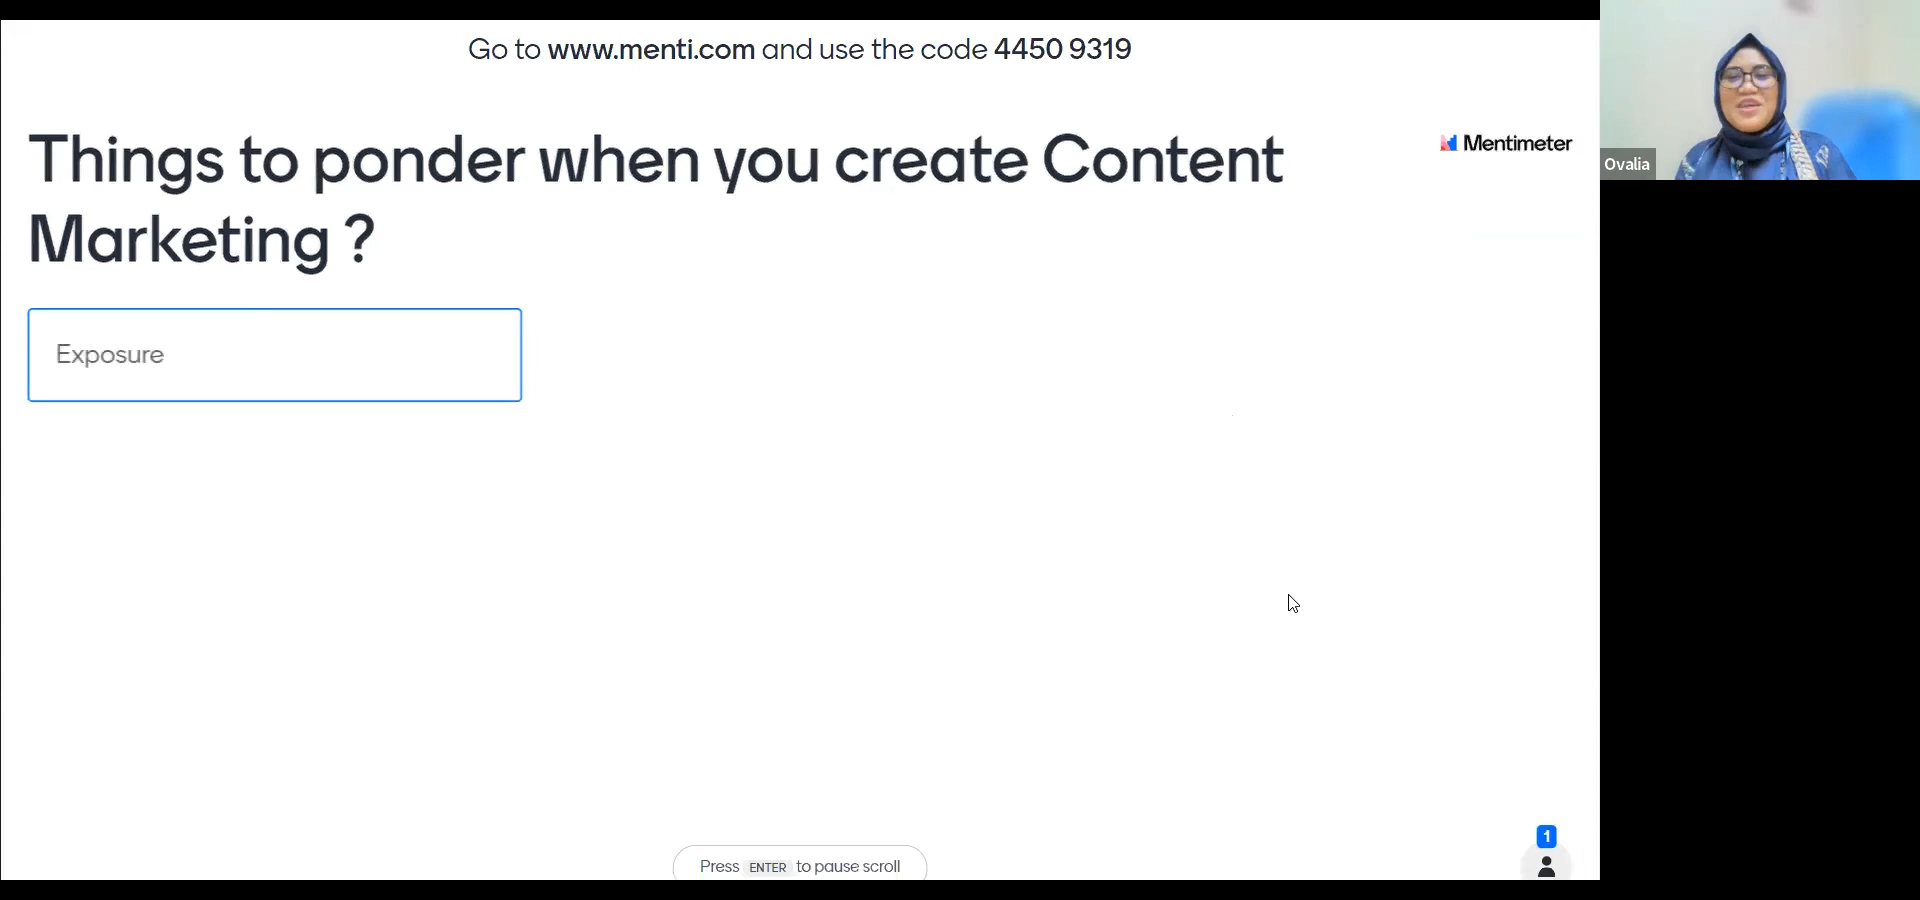 Go to www.menti.com and use the code 4450 9319
Things to ponder when you create Content
Marketing ?
Mentimeter
Ovalia
Exposure
1
Press ENTER to pause scroll